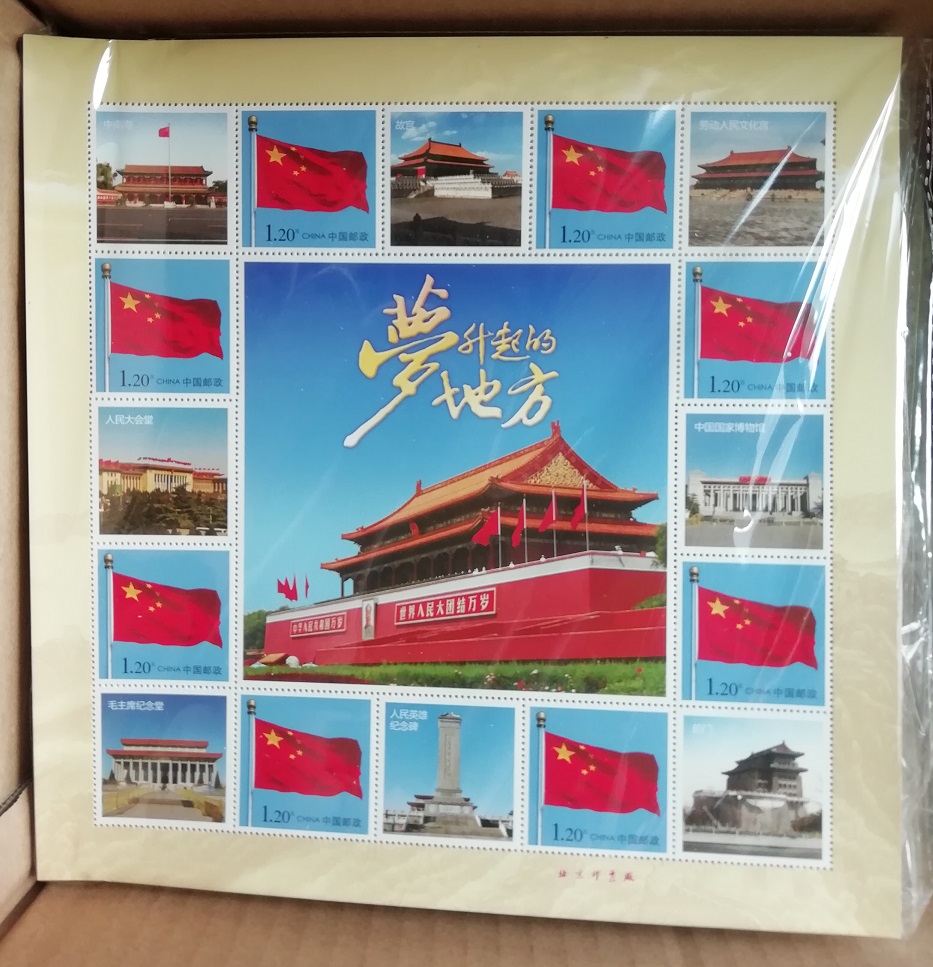 故宫
劳动人民文化宫
1.20元 CHINA 中国邮政
1.20元 CHINA 中国邮政
夢升起的
地方
1.20元 CHINA 中国邮政
1.20元 CHINA 中国邮政
人民大会堂
中国国家博物馆
中华人民共和国万岁
世界人民大团结万岁
1.20元 CHINA 中国邮政
1.20元 CHINA 中国邮政
毛主席纪念堂
人民英雄
纪念碑
1.20元 CHINA 中国邮政
1.20元 CHINA 中国邮政
北京邮票厂